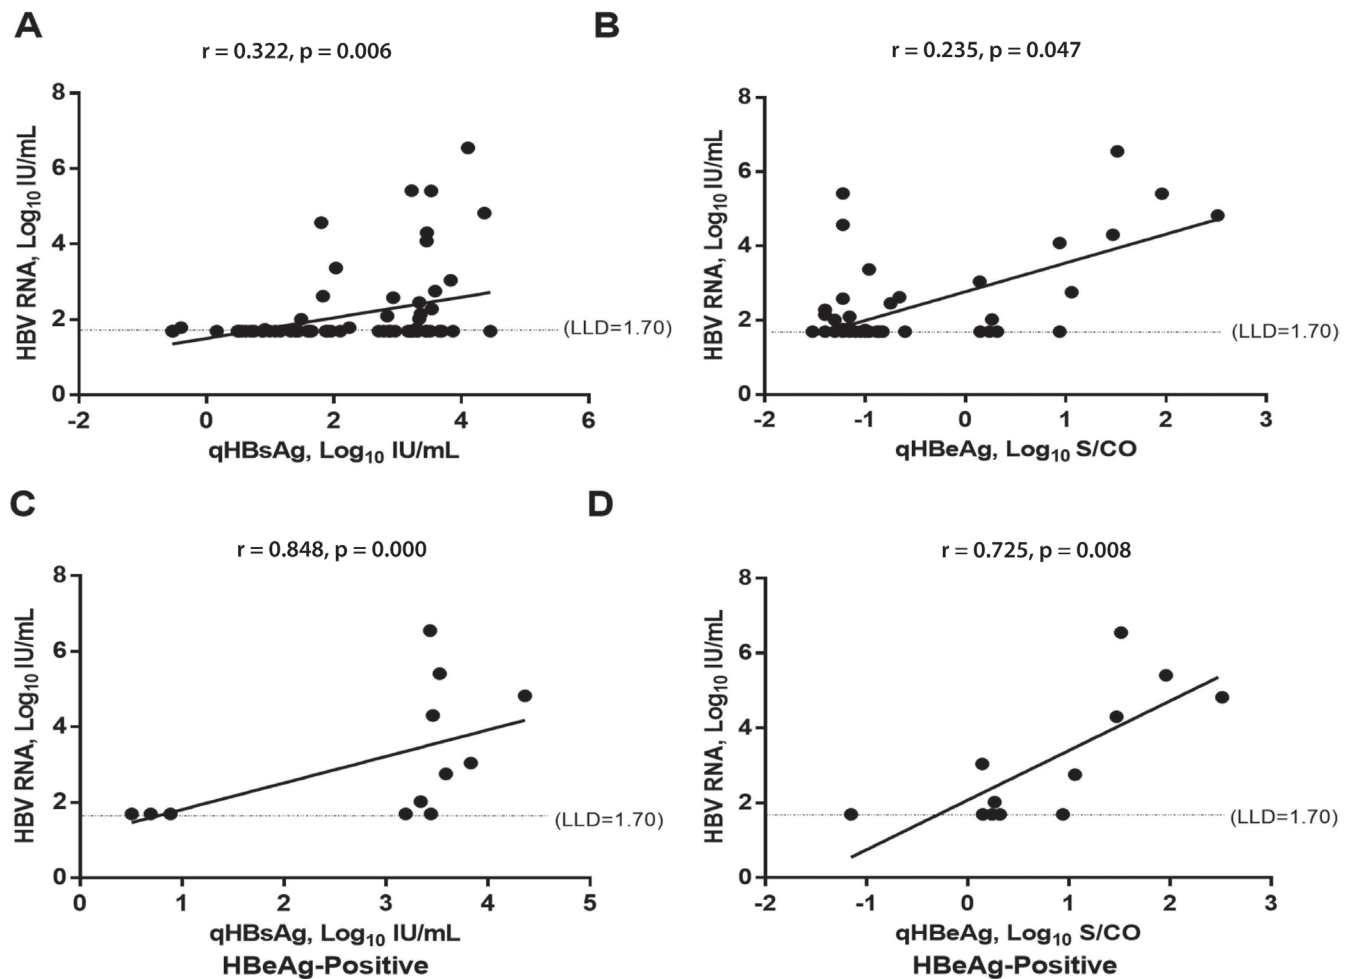 A
r = 0.322, p = 0.006
HBV RNA, Log10 IU/mL
8
6
4
2
0
(LLD=1.70)
-2 0 2 4 6
qHBsAg, Log10 IU/mL
B
r = 0.235, p = 0.047
HBV RNA, Log10 IU/mL
8
6
4
2
0
(LLD=1.70)
-2 -1 0 1 2 3
qHBeAg, Log10 S/CO
C
r = 0.848, p = 0.000
HBV RNA, Log10 IU/mL
8
6
4
2
0
(LLD=1.70)
0 1 2 3 4 5
qHBsAg, Log10 IU/mL
HBeAg-Positive
D
r = 0.725, p = 0.008
HBV RNA, Log10 IU/mL
8
6
4
2
0
(LLD=1.70)
-2 -1 0 1 2 3
qHBeAg, Log10 S/CO
HBeAg-Positive